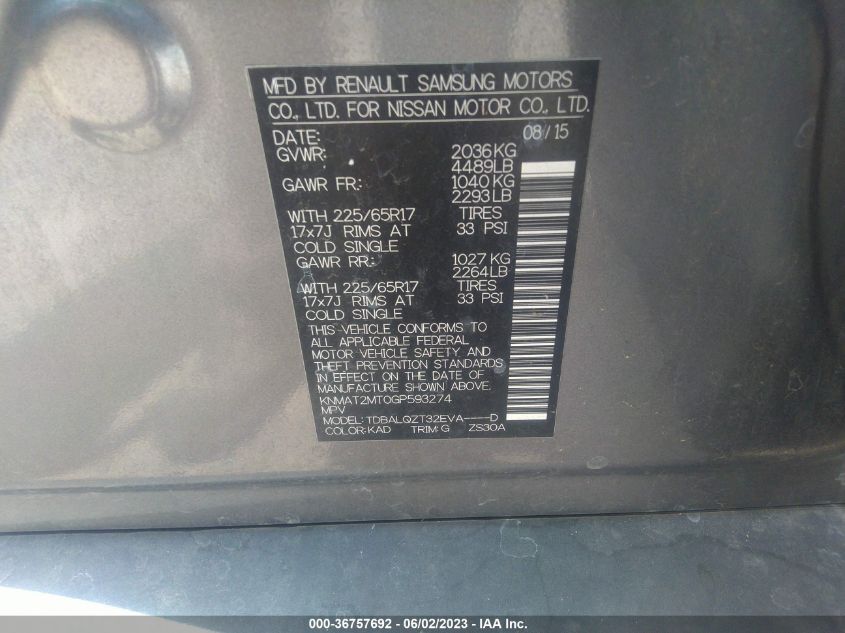 MFD BY RENAULT SAMSUNG MOTORS
CO., LTD. FOR NISSAN MOTOR CO., LTD.
DATE: 08/15
GVWR: 2036KG
4489LB
GAWR FR: 1040KG
2293LB
WITH 225/65R17 TIRES
17x7J RIMS AT 33 PSI
COLD SINGLE
GAWR RR: 1027KG
2264LB
WITH 225/65R17 TIRES
17x7J RIMS AT 33 PSI
COLD SINGLE
THIS VEHICLE CONFORMS TO
ALL APPLICABLE FEDERAL
MOTOR VEHICLE SAFETY AND
THEFT PREVENTION STANDARDS
IN EFFECT ON THE DATE OF
MANUFACTURE SHOWN ABOVE.
KNMAT2MT0GP593274
MPV
MODEL: TDBALQZT32EVA----D
COLOR:KAD TRIM:G ZS30A
000-36757692 - 06/02/2023 - IAA Inc.